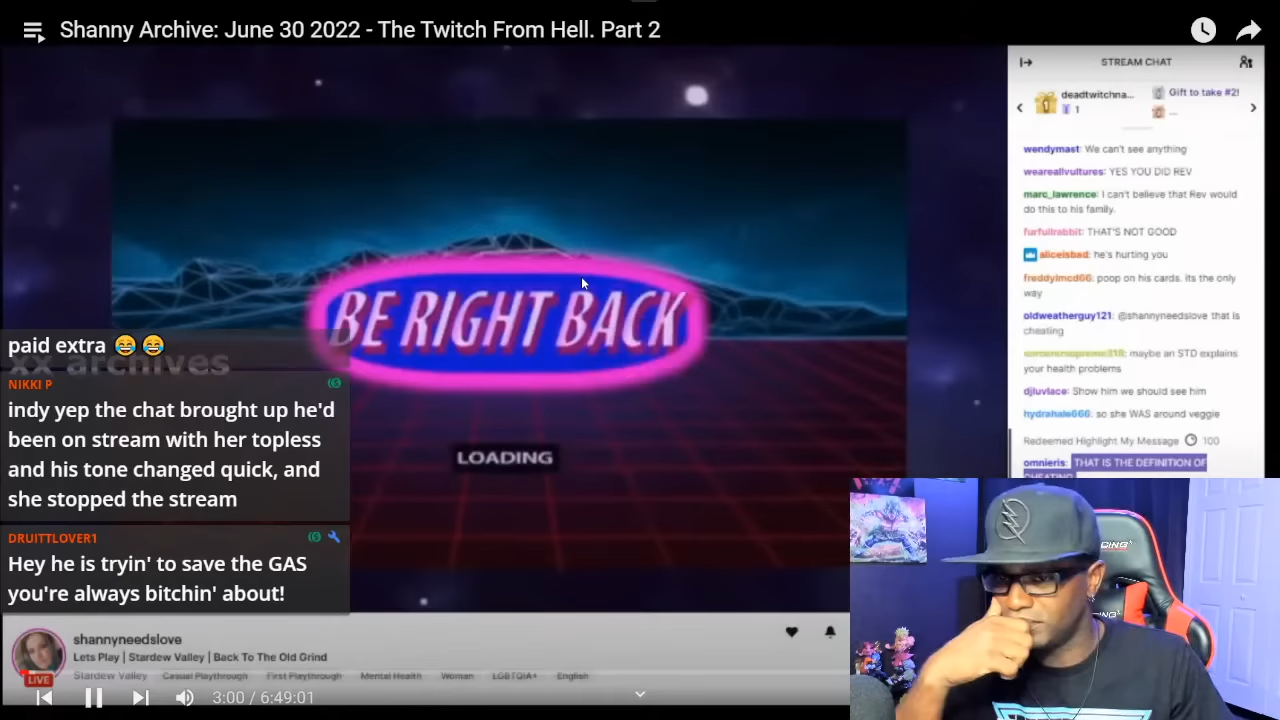 Shanny Archive: June 30 2022 - The Twitch From Hell. Part 2
STREAM CHAT
deadtwitchna...
1
Gift to take #2!
...
wendymast: We can't see anything
weareallvultures: YES YOU DID REV
marc_lawrence: I can't believe that Rev would
do this to his family.
furfullrabbit: THAT'S NOT GOOD
aliceisbad: he's hurting you
freddylmcd66: poop on his cards. its the only
way
oldweatherguy121: @shannyneedslove that is
cheating
maybe an STD explains
your health problems
djluvlace: Show him we should see him
hydrahale666: so she WAS around veggie
Redeemed Highlight My Message 100
omnieris: THAT IS THE DEFINITION OF
CHEATING
BE RIGHT BACK
LOADING
paid extra 😂 😂
xx archives
NIKKI P
indy yep the chat brought up he'd
been on stream with her topless
and his tone changed quick, and
she stopped the stream
DRUITTLOVER1
Hey he is tryin' to save the GAS
you're always bitchin' about!
shannyneedslove
Lets Play | Stardew Valley | Back To The Old Grind
Stardew Valley Casual Playthrough First Playthrough Mental Health Woman LGBTQIA+ English
LIVE
3:00 / 6:49:01